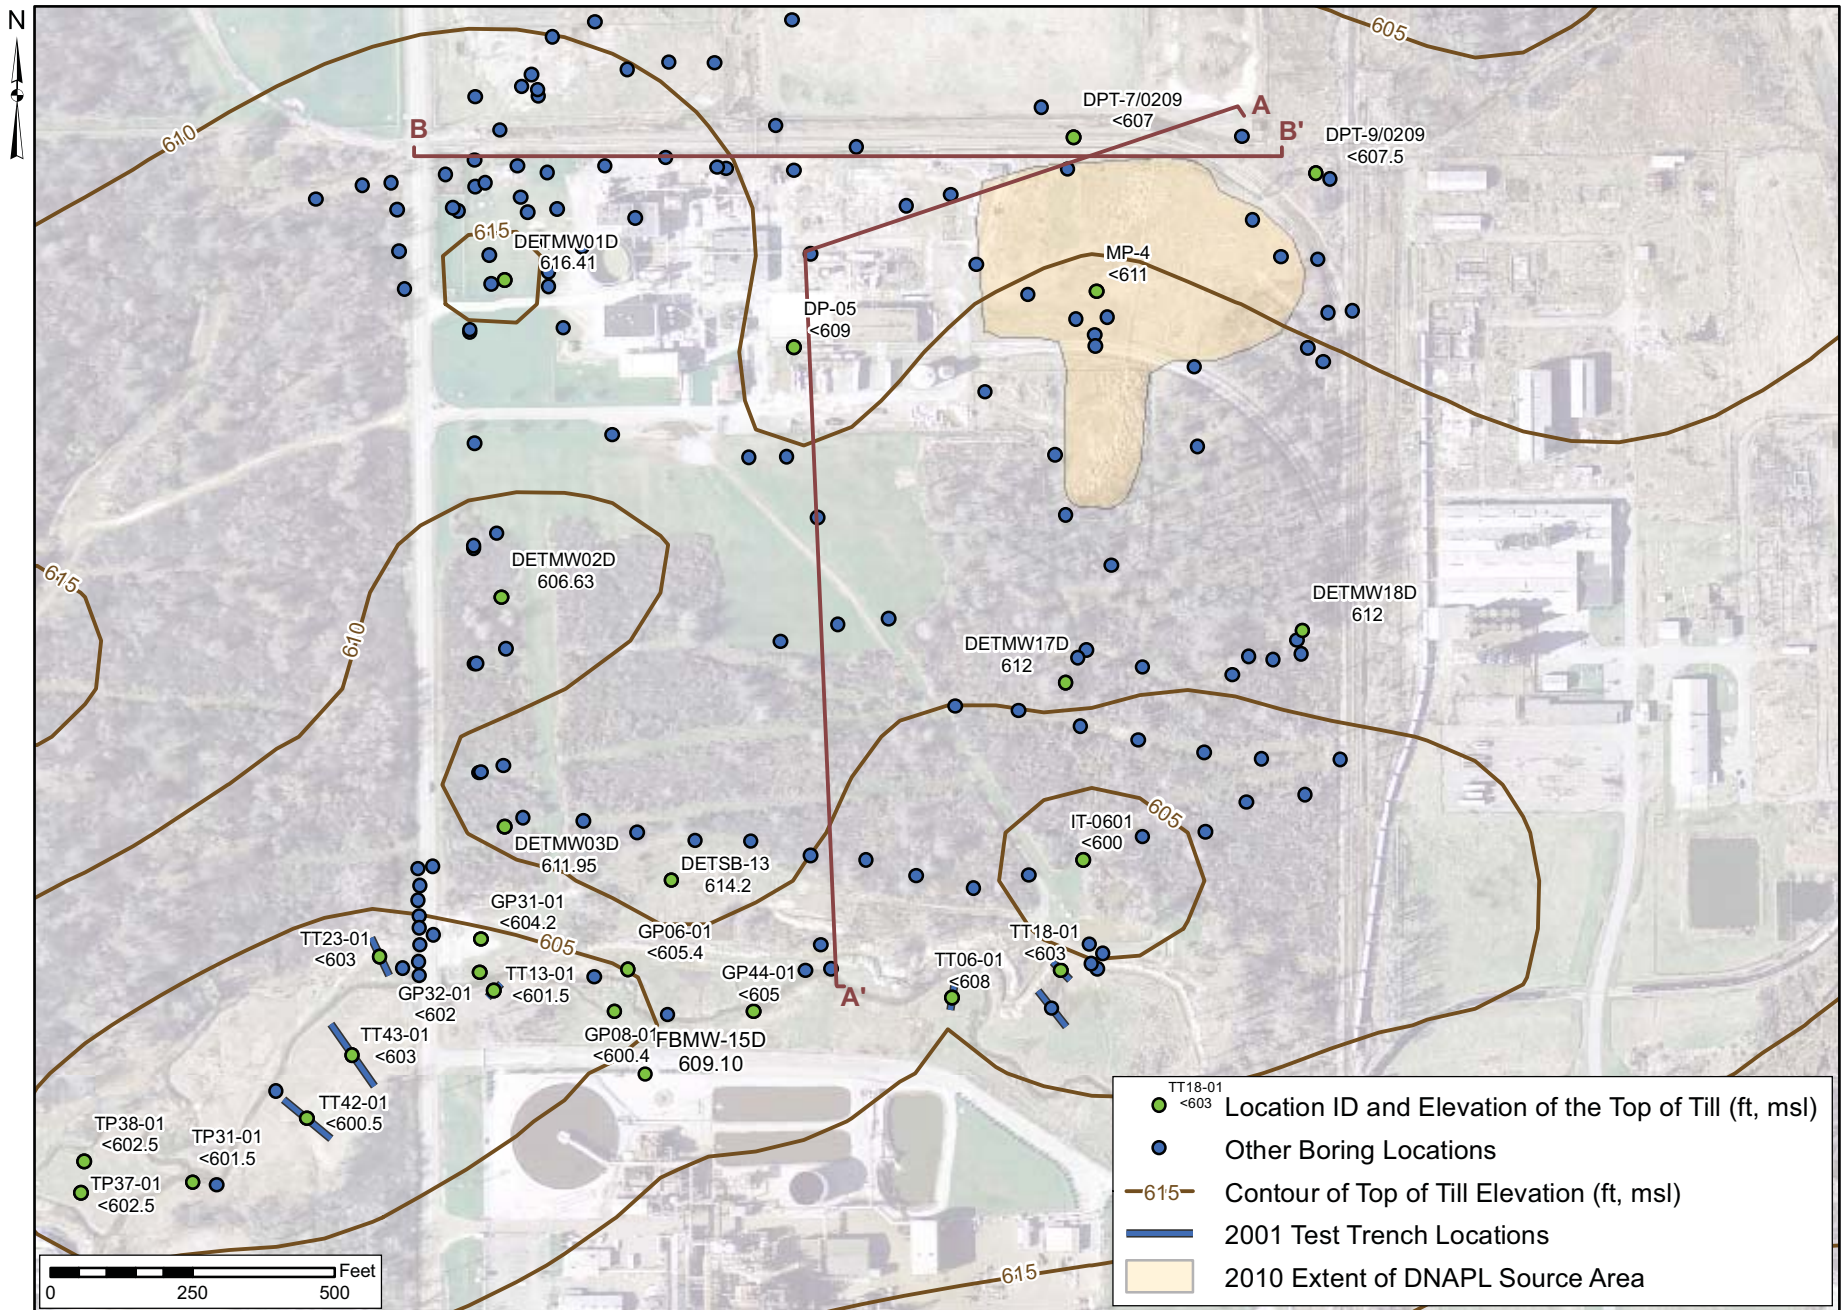 N
605
DPT-7/0209
<607
A
B
B'
DPT-9/0209
<607.5
610
615
DETMW01D
616.41
MP-4
<611
DP-05
<609
DETMW02D
606.63
615
610
DETMW18D
612
DETMW17D
612
605
IT-0601
<600
DETMW03D
611.95
DETSB-13
614.2
GP31-01
<604.2
TT23-01
<603
605
GP06-01
<605.4
TT18-01
<603
TT13-01
<601.5
GP44-01
<605
TT06-01
<608
GP32-01
<602
A'
TT43-01
<603
GP08-01
<600.4
FBMW-15D
609.10
TT42-01
<600.5
TP38-01
<602.5
TP31-01
<601.5
TP37-01
<602.5
615
0 250 500 Feet
TT18-01
<603
Location ID and Elevation of the Top of Till (ft, msl)
Other Boring Locations
615 Contour of Top of Till Elevation (ft, msl)
2001 Test Trench Locations
2010 Extent of DNAPL Source Area